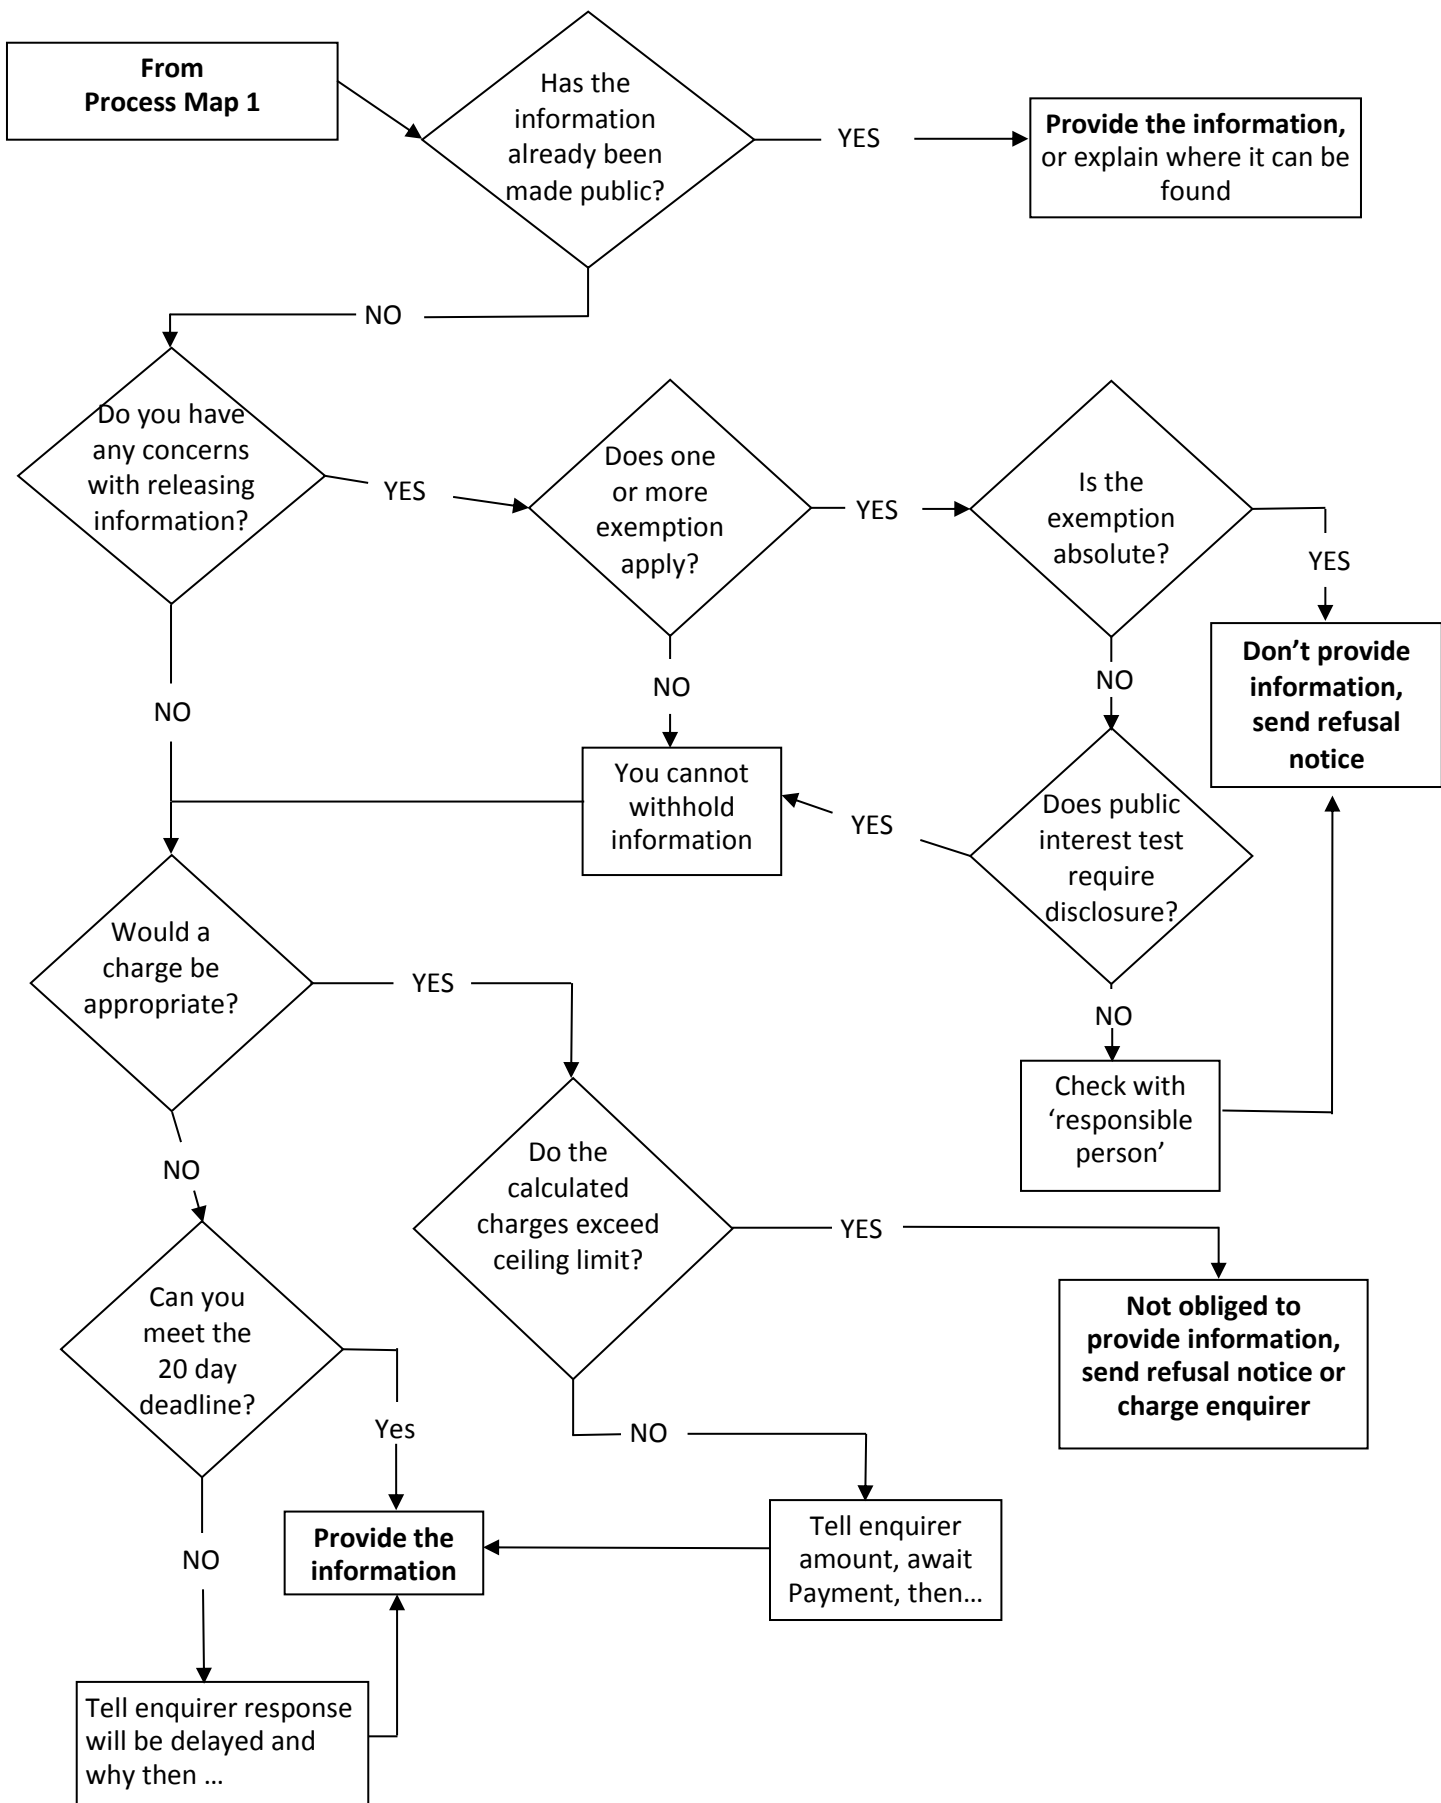 From
Process Map 1
Has the
information
already been
made public?
YES
Provide the information,
or explain where it can be
found
NO
Do you have
any concerns
with releasing
information?
YES
Does one
or more
exemption
apply?
YES
Is the
exemption
absolute?
YES
Don’t provide
information,
send refusal
notice
NO
NO
NO
You cannot
withhold
information
YES
Does public
interest test
require
disclosure?
Would a
charge be
appropriate?
YES
NO
Check with
‘responsible
person’
NO
Do the
calculated
charges exceed
ceiling limit?
YES
Not obliged to
provide information,
send refusal notice or
charge enquirer
Can you
meet the
20 day
deadline?
Yes
NO
NO
Provide the
information
Tell enquirer
amount, await
Payment, then…
Tell enquirer response
will be delayed and
why then …